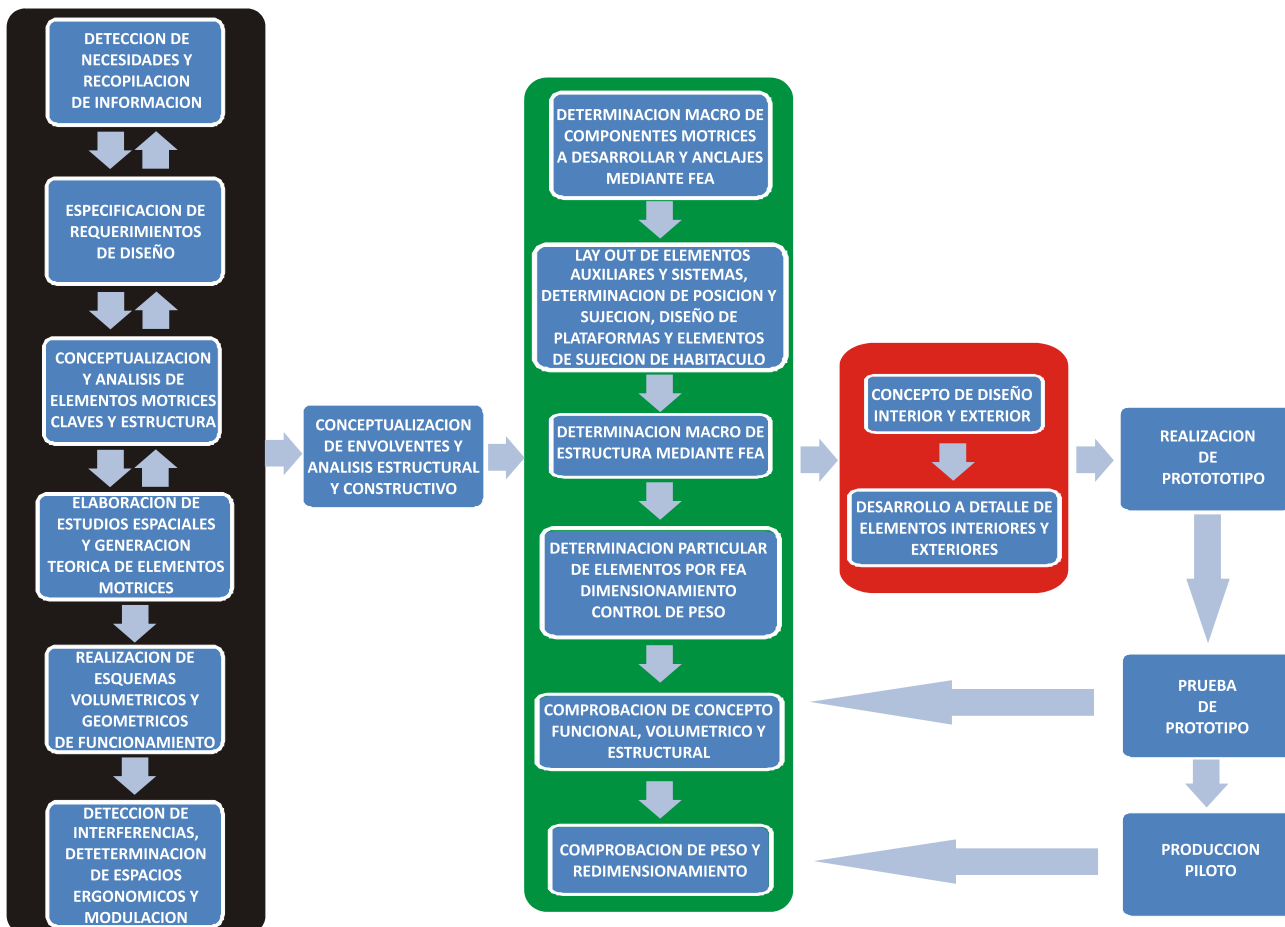 DETECCION DE
NECESIDADES Y
RECOPILACION
DE INFORMACION
ESPECIFICACION DE
REQUERIMIENTOS
DE DISEÑO
CONCEPTUALIZACION
Y ANALISIS DE
ELEMENTOS MOTRICES
CLAVES Y ESTRUCTURA
ELABORACION DE
ESTUDIOS ESPACIALES
Y GENERACION
TEORICA DE ELEMENTOS
MOTRICES
REALIZACION DE
ESQUEMAS
VOLUMETRICOS Y
GEOMETRICOS
DE FUNCIONAMIENTO
DETECCION DE
INTERFERENCIAS,
DETETERMINACION
DE ESPACIOS
ERGONOMICOS Y
MODULACION
CONCEPTUALIZACION
DE ENVOLVENTES Y
ANALISIS ESTRUCTURAL
Y CONSTRUCTIVO
DETERMINACION MACRO DE
COMPONENTES MOTRICES
A DESARROLLAR Y ANCLAJES
MEDIANTE FEA
LAY OUT DE ELEMENTOS
AUXILIARES Y SISTEMAS,
DETERMINACION DE POSICION Y
SUJECION, DISEÑO DE
PLATAFORMAS Y ELEMENTOS
DE SUJECION DE HABITACULO
DETERMINACION MACRO DE
ESTRUCTURA MEDIANTE FEA
DETERMINACION PARTICULAR
DE ELEMENTOS POR FEA
DIMENSIONAMIENTO
CONTROL DE PESO
COMPROBACION DE CONCEPTO
FUNCIONAL, VOLUMETRICO Y
ESTRUCTURAL
COMPROBACION DE PESO Y
REDIMENSIONAMIENTO
CONCEPTO DE DISEÑO
INTERIOR Y EXTERIOR
DESARROLLO A DETALLE DE
ELEMENTOS INTERIORES Y
EXTERIORES
REALIZACION
DE
PROTOTOTIPO
PRUEBA
DE
PROTOTIPO
PRODUCCION
PILOTO